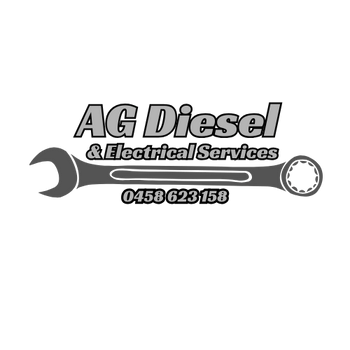 AG Diesel
& Electrical Services
0458 623 158